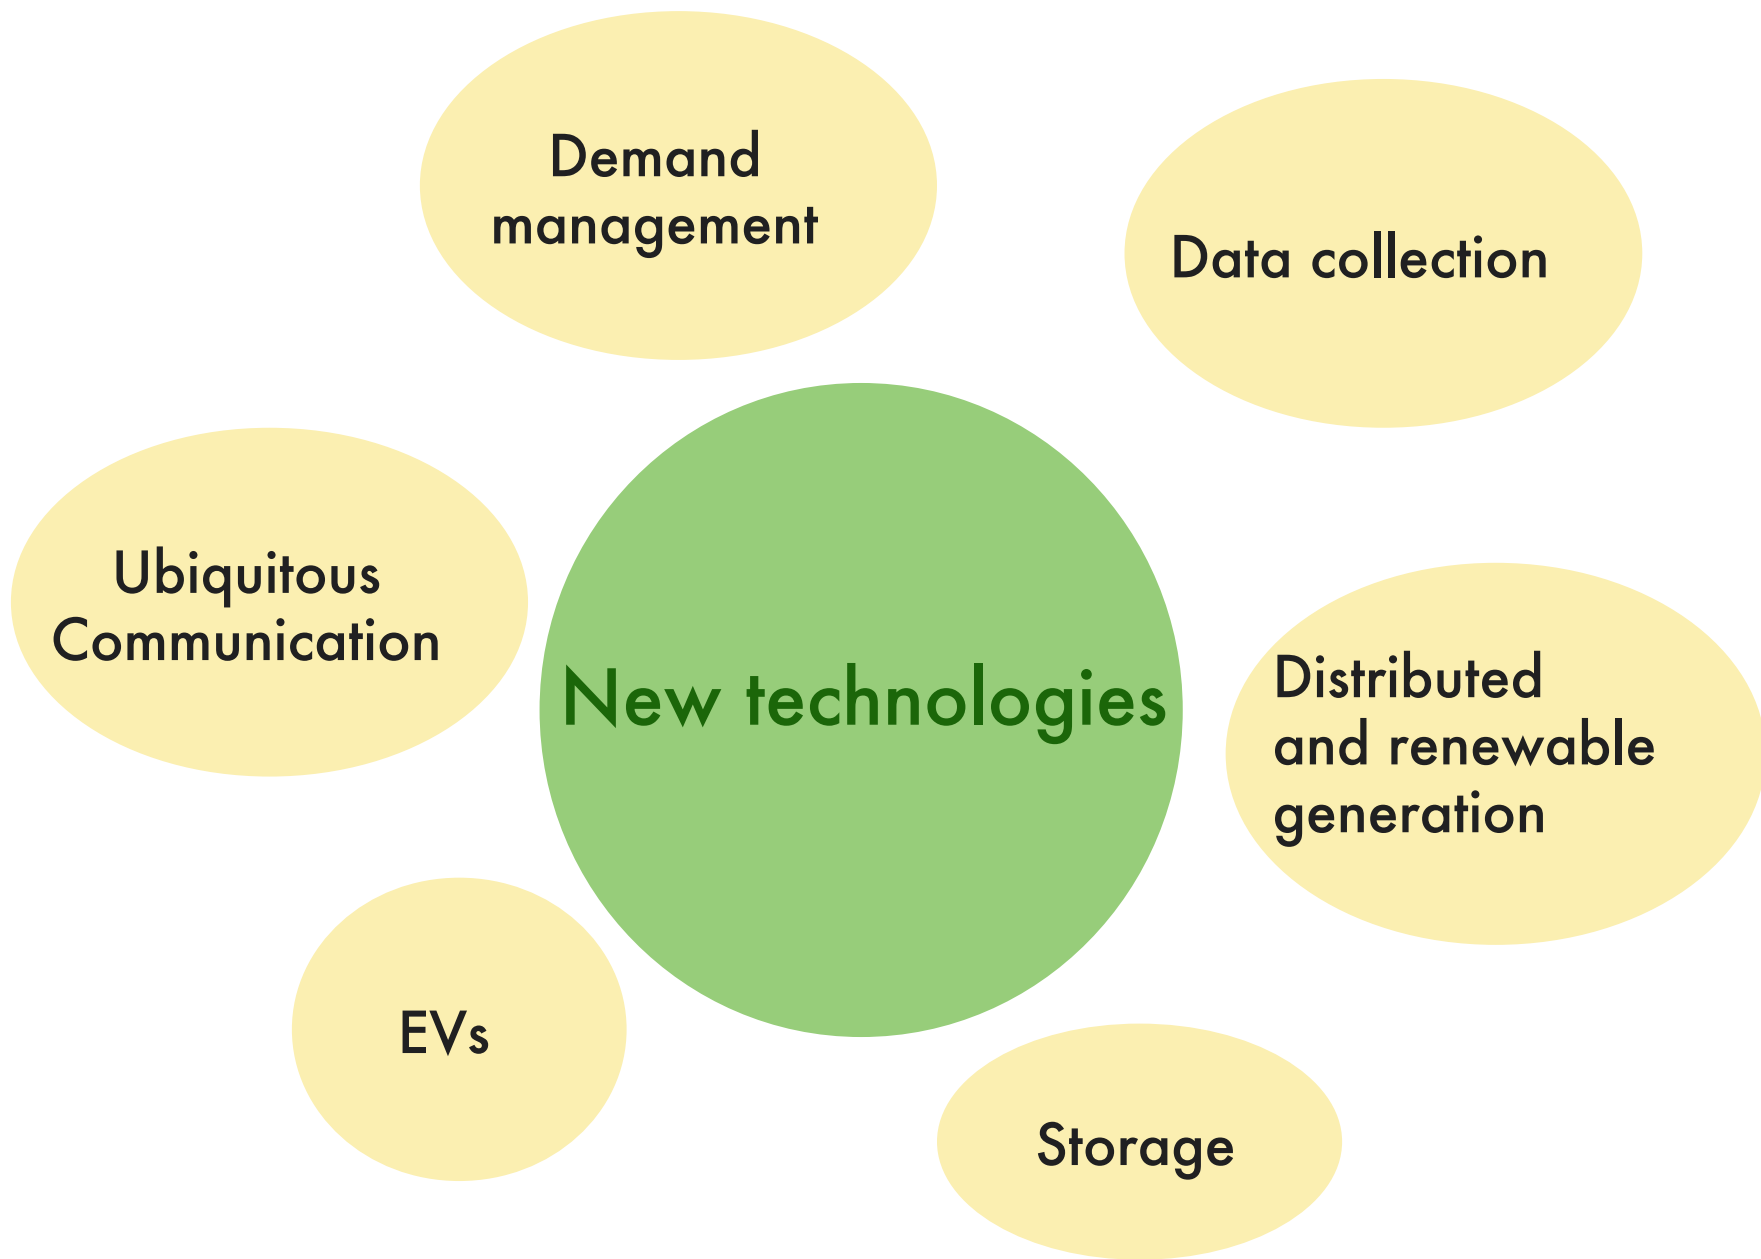 Demand
management
Data collection
Ubiquitous
Communication
New technologies
Distributed
and renewable
generation
EVs
Storage